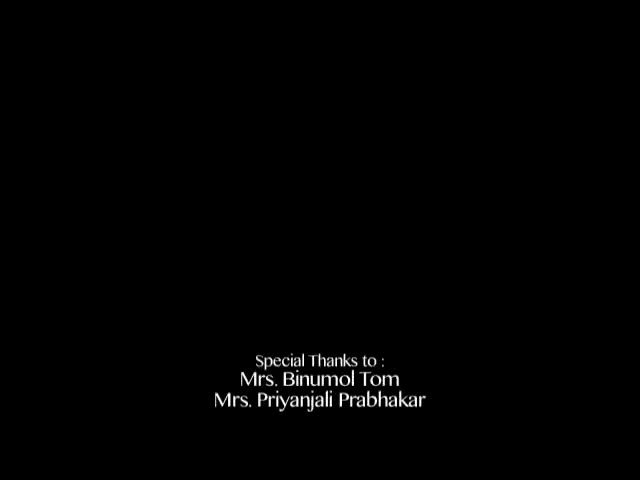 Special Thanks to :
Mrs. Binumol Tom
Mrs. Priyanjali Prabhakar